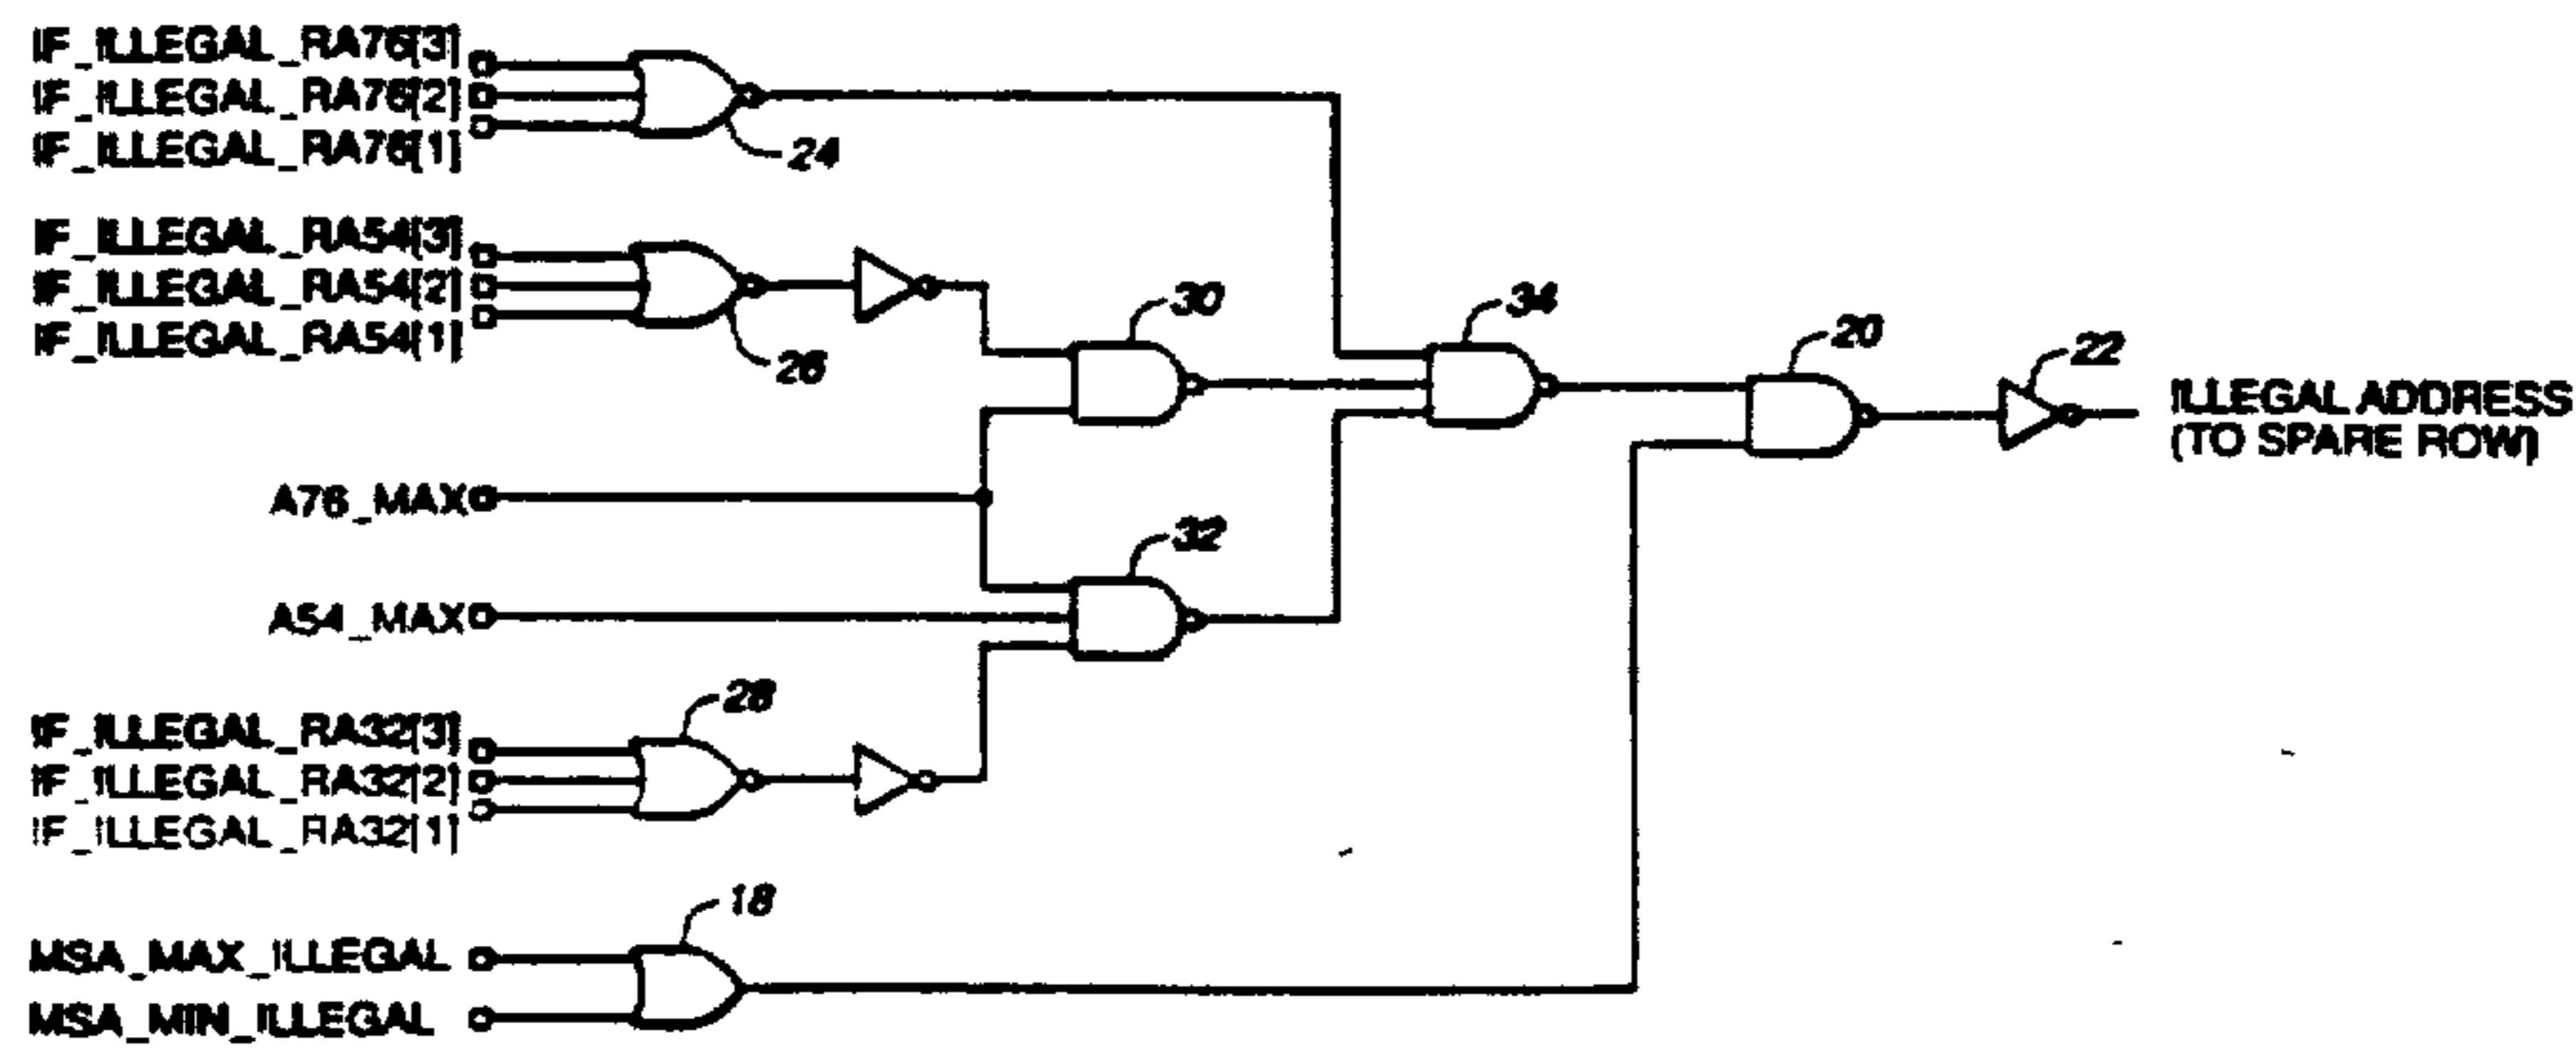 IF_ILLEGAL_RA76[3]
IF_ILLEGAL_RA76[2]
IF_ILLEGAL_RA76[1]
24
IF_ILLEGAL_RA54[3]
IF_ILLEGAL_RA54[2]
IF_ILLEGAL_RA54[1]
26
30
34
20
22
ILLEGAL ADDRESS
(TO SPARE ROW)
A76_MAX
32
A54_MAX
28
IF_ILLEGAL_RA32[3]
IF_ILLEGAL_RA32[2]
IF_ILLEGAL_RA32[1]
18
MSA_MAX_ILLEGAL
MSA_MIN_ILLEGAL